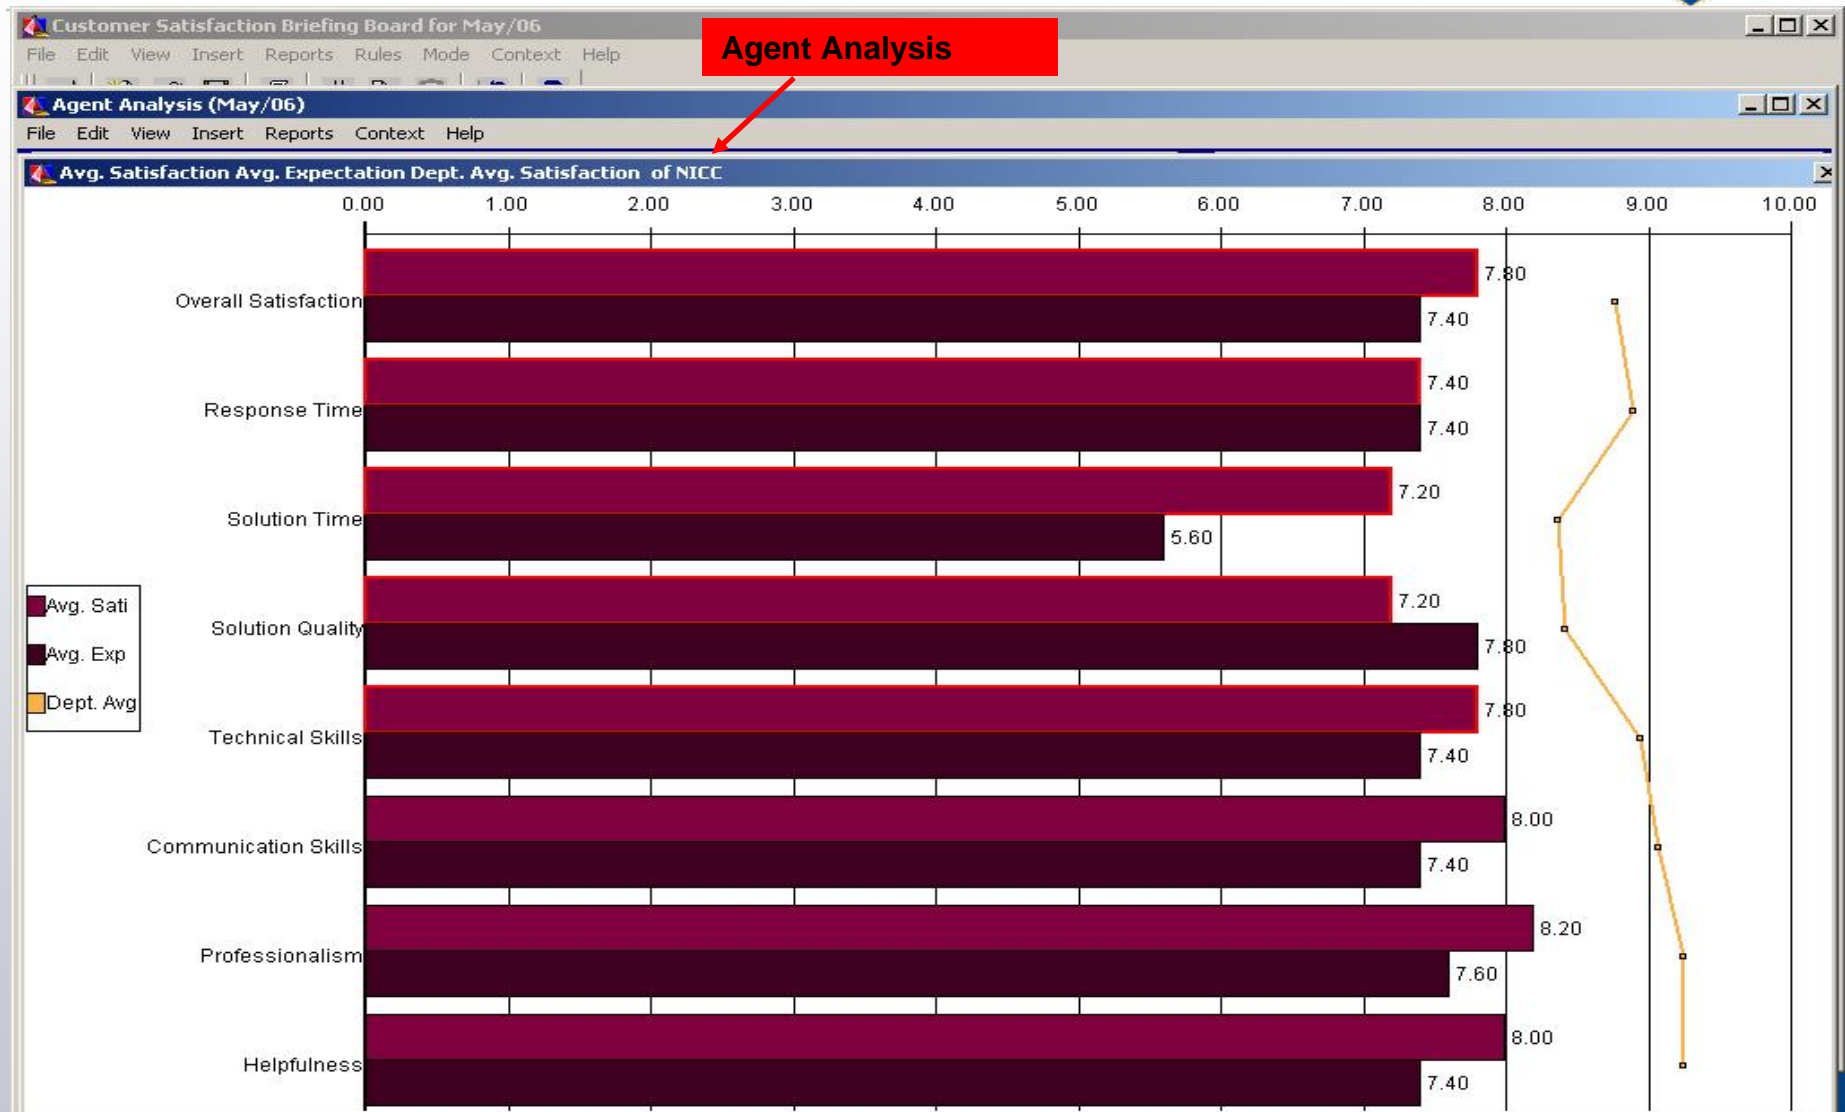 Customer Satisfaction Briefing Board for May/06
Agent Analysis
File Edit View Insert Reports Rules Mode Context Help
Agent Analysis (May/06)
File Edit View Insert Reports Context Help
Avg. Satisfaction Avg. Expectation Dept. Avg. Satisfaction of NICC
0.00 1.00 2.00 3.00 4.00 5.00 6.00 7.00 8.00 9.00 10.00
7.80
Overall Satisfaction
7.40
7.40
Response Time
7.40
7.20
Solution Time
5.60
7.20
Solution Quality
7.80
Avg. Sati
Avg. Exp
Dept. Avg
7.80
Technical Skills
7.40
8.00
Communication Skills
7.40
8.20
Professionalism
7.60
8.00
Helpfulness
7.40